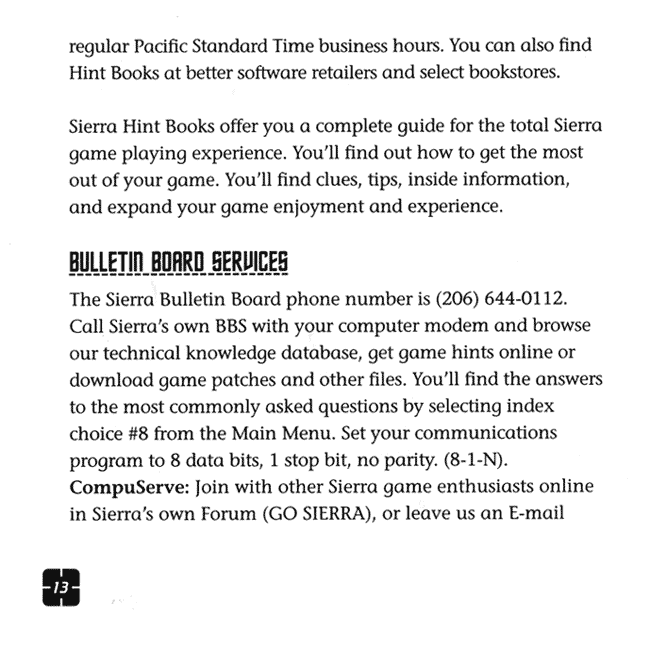 regular Pacific Standard Time business hours. You can also find
Hint Books at better software retailers and select bookstores.
Sierra Hint Books offer you a complete guide for the total Sierra
game playing experience. You'll find out how to get the most
out of your game. You'll find clues, tips, inside information,
and expand your game enjoyment and experience.
BULLETIN BOARD SERVICES
The Sierra Bulletin Board phone number is (206) 644-0112.
Call Sierra's own BBS with your computer modem and browse
our technical knowledge database, get game hints online or
download game patches and other files. You'll find the answers
to the most commonly asked questions by selecting index
choice #8 from the Main Menu. Set your communications
program to 8 data bits, 1 stop bit, no parity. (8-1-N).
CompuServe: Join with other Sierra game enthusiasts online
in Sierra's own Forum (GO SIERRA), or leave us an E-mail
13